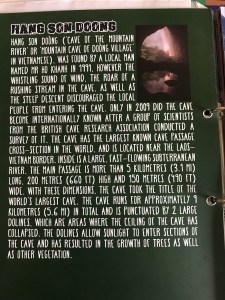 HANG SON DOONG
HANG SON DOONG ("CAVE OF THE MOUNTAIN
RIVER" OR "MOUNTAIN CAVE OF DOONG VILLAGE"
IN VIETNAMESE). WAS FOUND BY A LOCAL MAN
NAMED MR HO KHANH IN 1991. HOWEVER THE
WHISTLING SOUND OF WIND, THE ROAR OF A
RUSHING STREAM IN THE CAVE, AS WELL AS
THE STEEP DESCENT DISCOURAGED THE LOCAL
PEOPLE FROM ENTERING THE CAVE. ONLY IN 2009 DID THE CAVE
BECOME INTERNATIONALLY KNOWN AFTER A GROUP OF SCIENTISTS
FROM THE BRITISH CAVE RESEARCH ASSOCIATION CONDUCTED A
SURVEY OF IT. THE CAVE HAS THE LARGEST KNOWN CAVE PASSAGE
CROSS-SECTION IN THE WORLD, AND IS LOCATED NEAR THE LAOS-
VIETNAM BORDER. INSIDE IS A LARGE, FAST-FLOWING SUBTERRANEAN
RIVER. THE MAIN PASSAGE IS MORE THAN 5 KILOMETRES (3.1 MI)
LONG, 200 METRES (660 FT) HIGH AND 150 METRES (490 FT)
WIDE. WITH THESE DIMENSIONS, THE CAVE TOOK THE TITLE OF
THE WORLD'S LARGEST CAVE. THE CAVE RUNS FOR APPROXIMATELY 9
KILOMETRES (5.6 MI) IN TOTAL AND IS PUNCTUATED BY 2 LARGE
DOLINES, WHICH ARE AREAS WHERE THE CEILING OF THE CAVE HAS
COLLAPSED. THE DOLINES ALLOW SUNLIGHT TO ENTER SECTIONS OF
THE CAVE AND HAS RESULTED IN THE GROWTH OF TREES AS WELL
AS OTHER VEGETATION.